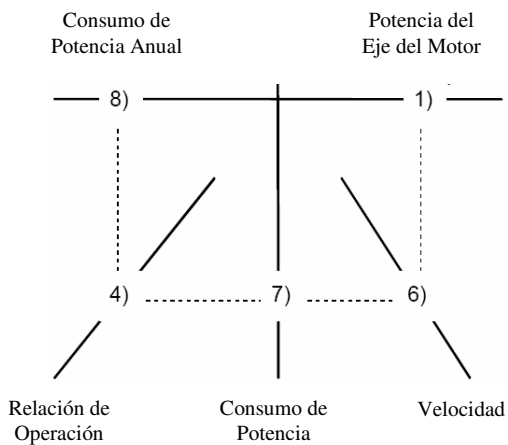 Consumo de
Potencia Anual
Potencia del
Eje del Motor
8)
1)
4)
7)
6)
Relación de
Operación
Consumo de
Potencia
Velocidad